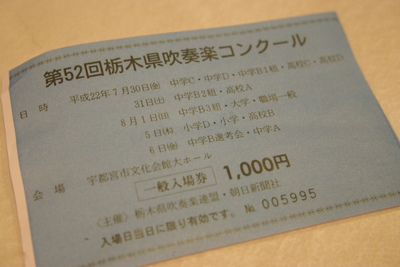 第52回栃木県吹奏楽コンクール
日 時 平成22年7月30日㈮ 中学C・中学D・中学B1組・高校C・高校D
31日㈯ 中学B2組・高校A
8月1日㈰ 中学B3組・大学・職場一般
5日㈭ 小学D・小学・高校B
6日㈮ 中学B選考会・中学A
会 場 宇都宮市文化会館大ホール
一般入場券 1,000円
〈主催〉栃木県吹奏楽連盟・朝日新聞社
入場日当日に限り有効です。 № 005995